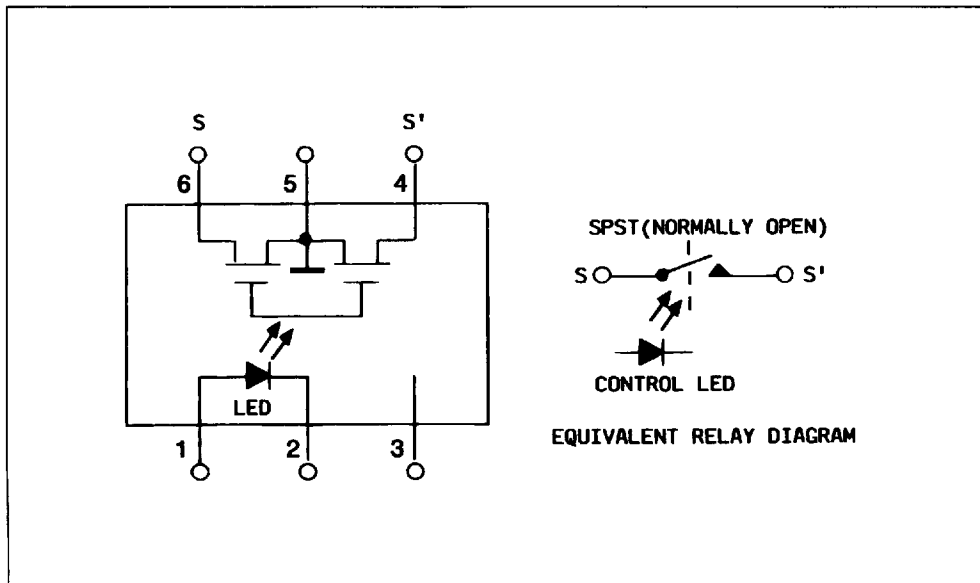 S S'
6 5 4
SPST(NORMALLY OPEN)
S S'
LED
CONTROL LED
1 2 3
EQUIVALENT RELAY DIAGRAM